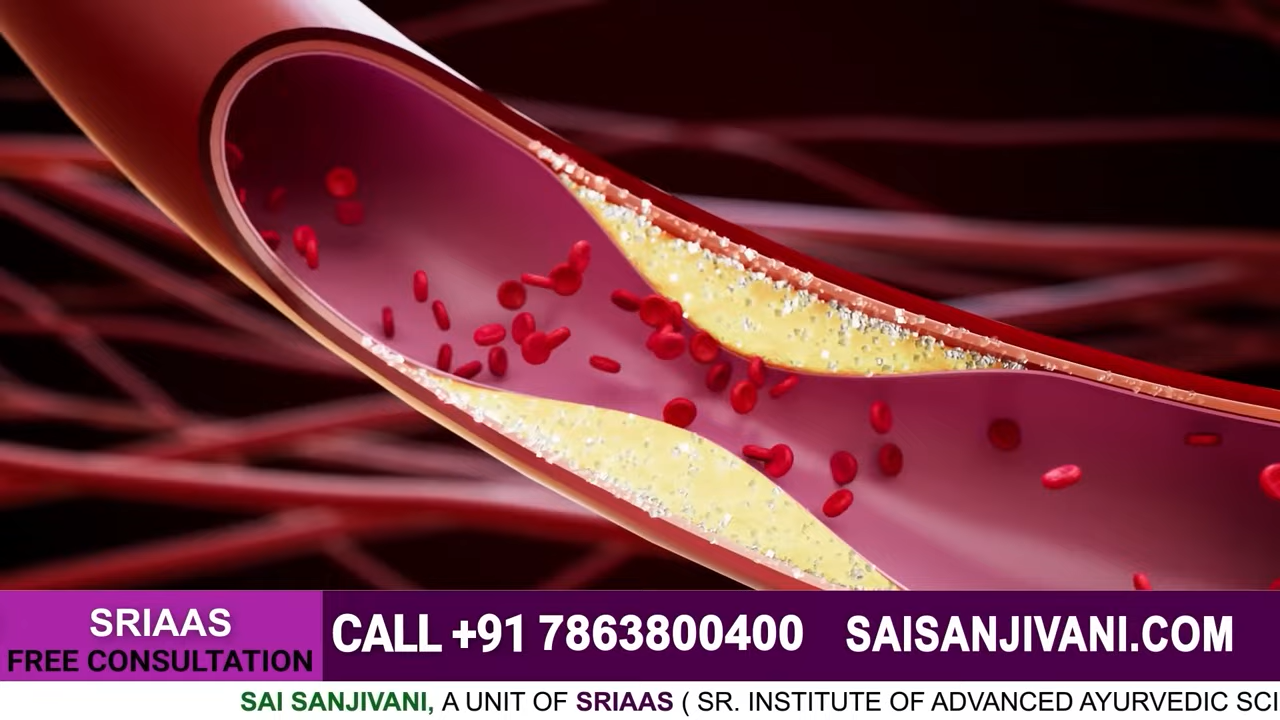 SRIAAS
FREE CONSULTATION
CALL +91 7863800400 SAISANJIVANI.COM
SAI SANJIVANI, A UNIT OF SRIAAS ( SR. INSTITUTE OF ADVANCED AYURVEDIC SCI